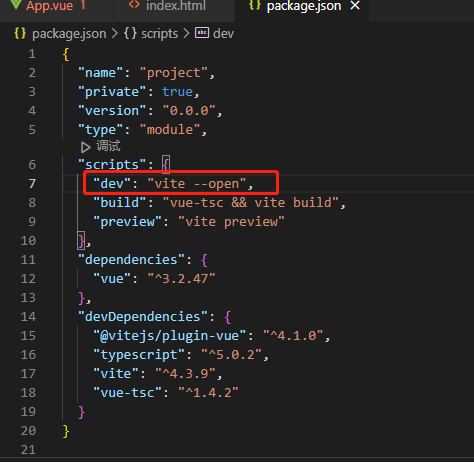 App.vue 1 <> index.html {} package.json ×
{} package.json > {} scripts > abc dev
1 {
2 "name": "project",
3 "private": true,
4 "version": "0.0.0",
5 "type": "module",
调试
6 "scripts": {
7 "dev": "vite --open",
8 "build": "vue-tsc && vite build",
9 "preview": "vite preview"
10 },
11 "dependencies": {
12 "vue": "^3.2.47"
13 },
14 "devDependencies": {
15 "@vitejs/plugin-vue": "^4.1.0",
16 "typescript": "^5.0.2",
17 "vite": "^4.3.9",
18 "vue-tsc": "^1.4.2"
19 }
20 }
21